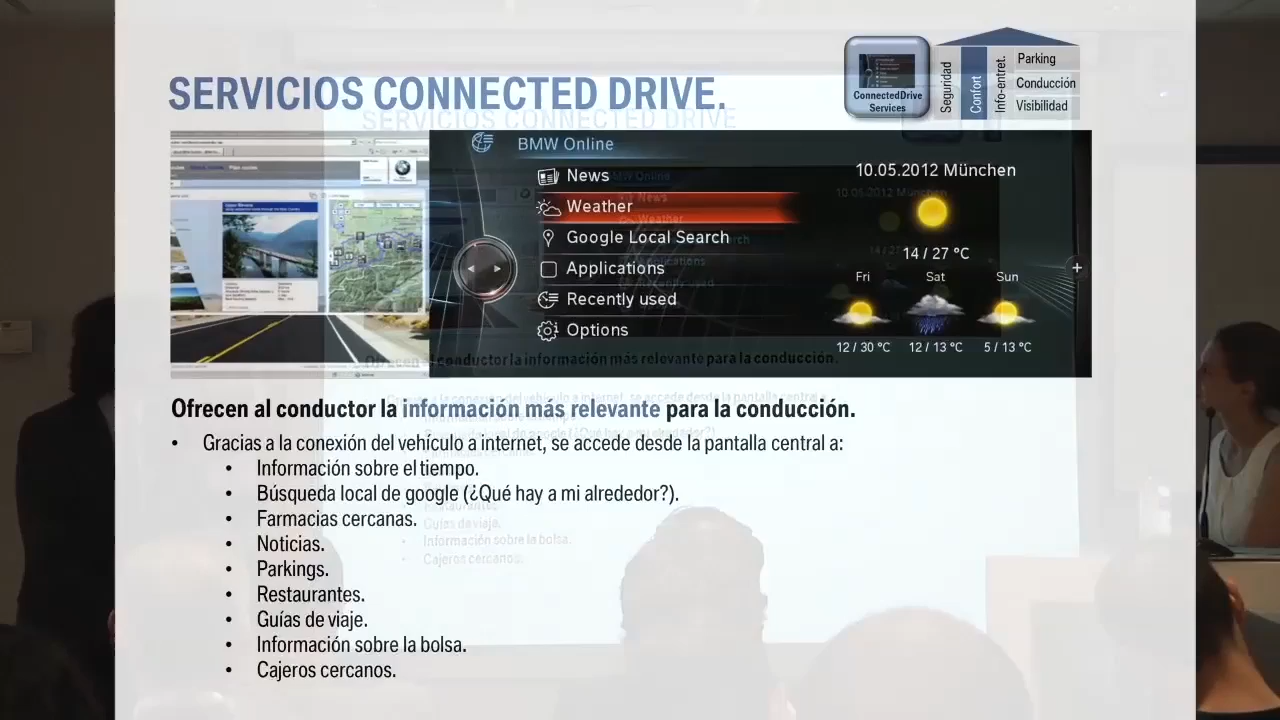 SERVICIOS CONNECTED DRIVE.
ConnectedDrive
Services
Seguridad
Confort
Info-entret.
Parking
Conducción
Visibilidad
BMW Online
News
Weather
Google Local Search
Applications
Recently used
Options
10.05.2012 München
14 / 27 °C
Fri
Sat
Sun
12 / 30 °C
12 / 13 °C
5 / 13 °C
Ofrecen al conductor la información más relevante para la conducción.
• Gracias a la conexión del vehículo a internet, se accede desde la pantalla central a:
• Información sobre el tiempo.
• Búsqueda local de google (¿Qué hay a mi alrededor?).
• Farmacias cercanas.
• Noticias.
• Parkings.
• Restaurantes.
• Guías de viaje.
• Información sobre la bolsa.
• Cajeros cercanos.